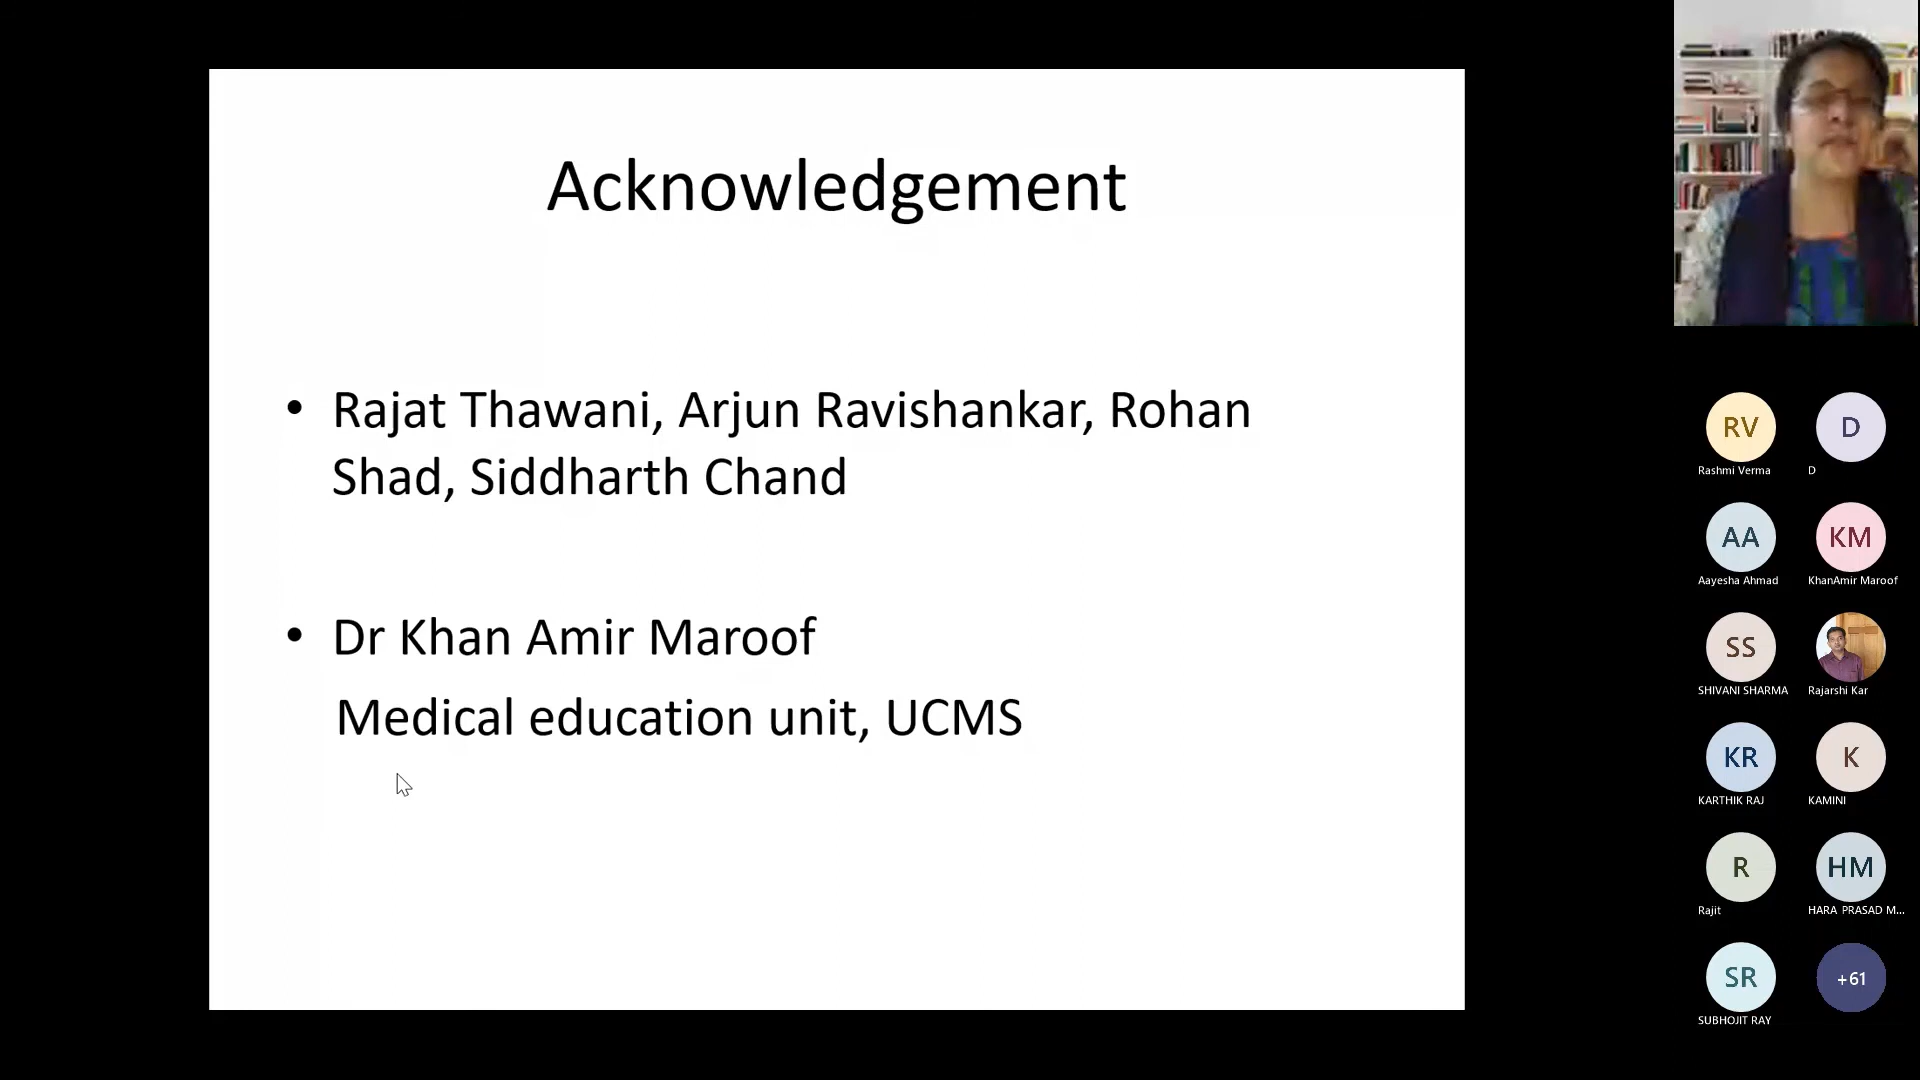 Acknowledgement
• Rajat Thawani, Arjun Ravishankar, Rohan
Shad, Siddharth Chand
• Dr Khan Amir Maroof
Medical education unit, UCMS
RV
Rashmi Verma
D
D
AA
Aayesha Ahmad
KM
KhanAmir Maroof
SS
SHIVANI SHARMA
Rajarshi Kar
KR
KARTHIK RAJ
K
KAMINI
R
Rajit
HM
HARA PRASAD M...
SR
SUBHOJIT RAY
+61